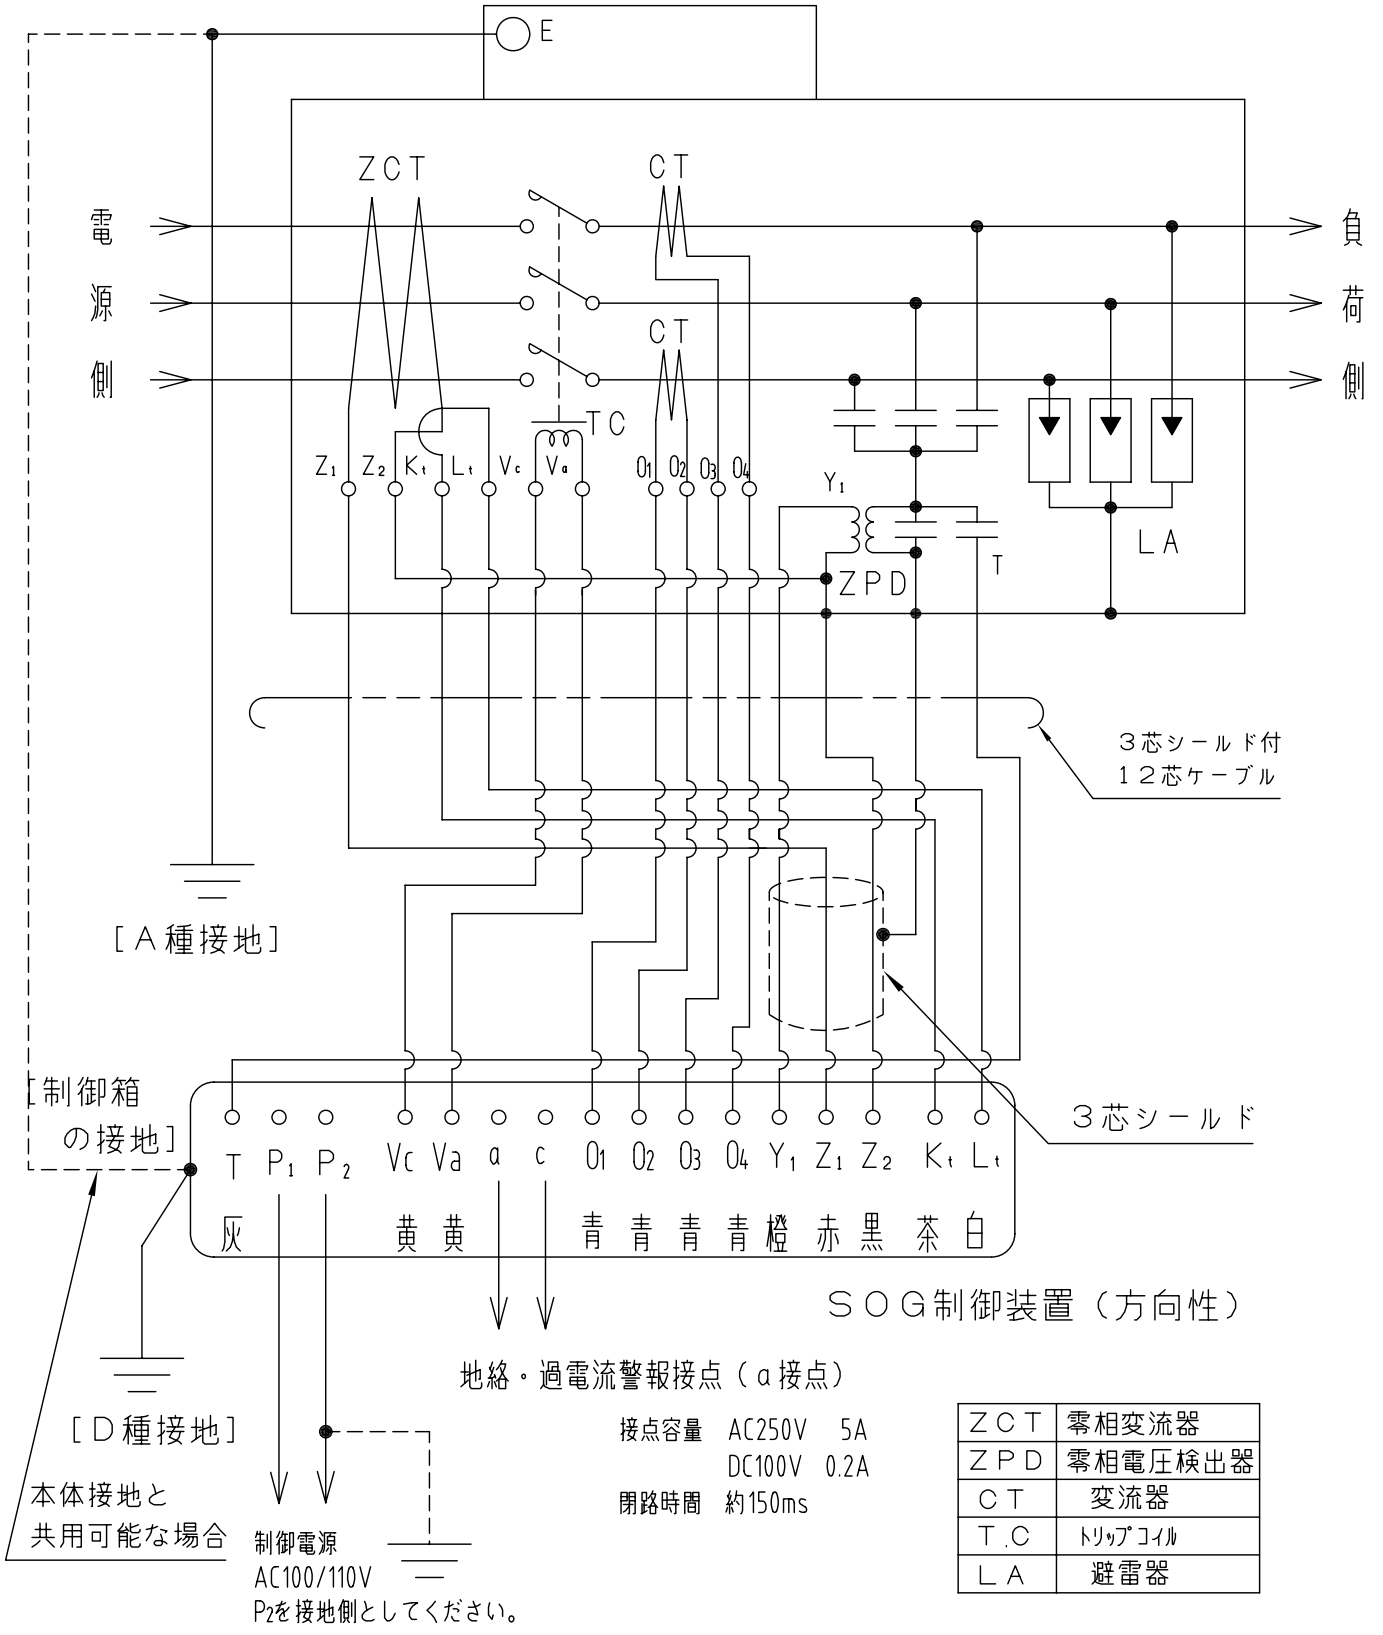 E
ZCT
CT
電
源
側
負
荷
側
CT
TC
Z1 Z2 Kt Lt Vc Va O1 O2 O3 O4
Y1
ZPD
T
LA
3芯シールド付
12芯ケーブル
[A種接地]
[制御箱
の接地]
3芯シールド
T P1 P2 Vc Va a c O1 O2 O3 O4 Y1 Z1 Z2 Kt Lt
灰 黄 黄 青 青 青 青 橙 赤 黒 茶 白
SOG制御装置(方向性)
地絡・過電流警報接点(a接点)
接点容量 AC250V 5A
DC100V 0.2A
閉路時間 約150ms
[D種接地]
本体接地と
共用可能な場合
制御電源
AC100/110V
P2を接地側としてください。
ZCT 零相変流器
ZPD 零相電圧検出器
CT 変流器
T.C トリップコイル
LA 避雷器